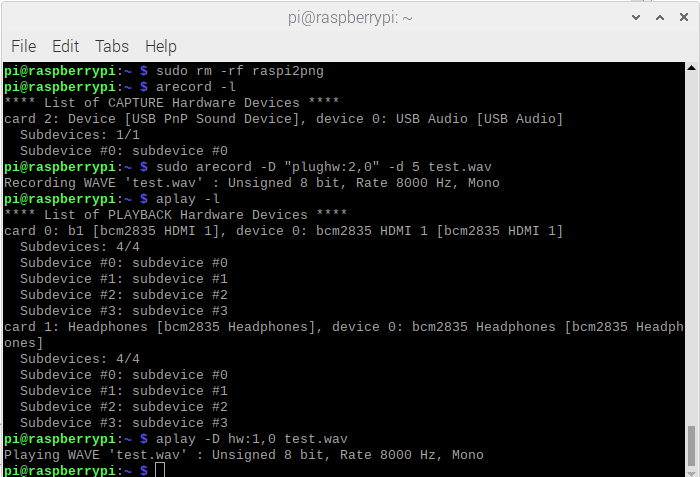 pi@raspberrypi: ~
File Edit Tabs Help
pi@raspberrypi:~ $ sudo rm -rf raspi2png
pi@raspberrypi:~ $ arecord -l
**** List of CAPTURE Hardware Devices ****
card 2: Device [USB PnP Sound Device], device 0: USB Audio [USB Audio]
  Subdevices: 1/1
  Subdevice #0: subdevice #0
pi@raspberrypi:~ $ sudo arecord -D "plughw:2,0" -d 5 test.wav
Recording WAVE 'test.wav' : Unsigned 8 bit, Rate 8000 Hz, Mono
pi@raspberrypi:~ $ aplay -l
**** List of PLAYBACK Hardware Devices ****
card 0: b1 [bcm2835 HDMI 1], device 0: bcm2835 HDMI 1 [bcm2835 HDMI 1]
  Subdevices: 4/4
  Subdevice #0: subdevice #0
  Subdevice #1: subdevice #1
  Subdevice #2: subdevice #2
  Subdevice #3: subdevice #3
card 1: Headphones [bcm2835 Headphones], device 0: bcm2835 Headphones [bcm2835 Headph
ones]
  Subdevices: 4/4
  Subdevice #0: subdevice #0
  Subdevice #1: subdevice #1
  Subdevice #2: subdevice #2
  Subdevice #3: subdevice #3
pi@raspberrypi:~ $ aplay -D hw:1,0 test.wav
Playing WAVE 'test.wav' : Unsigned 8 bit, Rate 8000 Hz, Mono
pi@raspberrypi:~ $